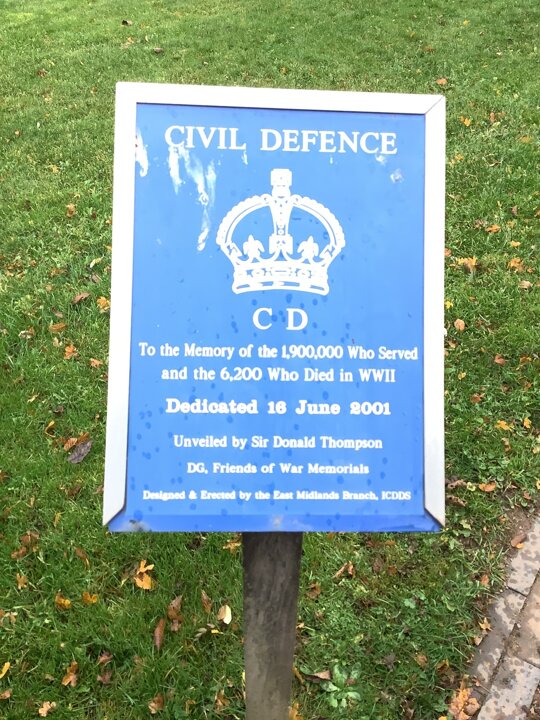 CIVIL DEFENCE
C D
To the Memory of the 1,900,000 Who Served
and the 6,200 Who Died in WWII
Dedicated 16 June 2001
Unveiled by Sir Donald Thompson
DG, Friends of War Memorials
Designed & Erected by the East Midlands Branch, ICDDS